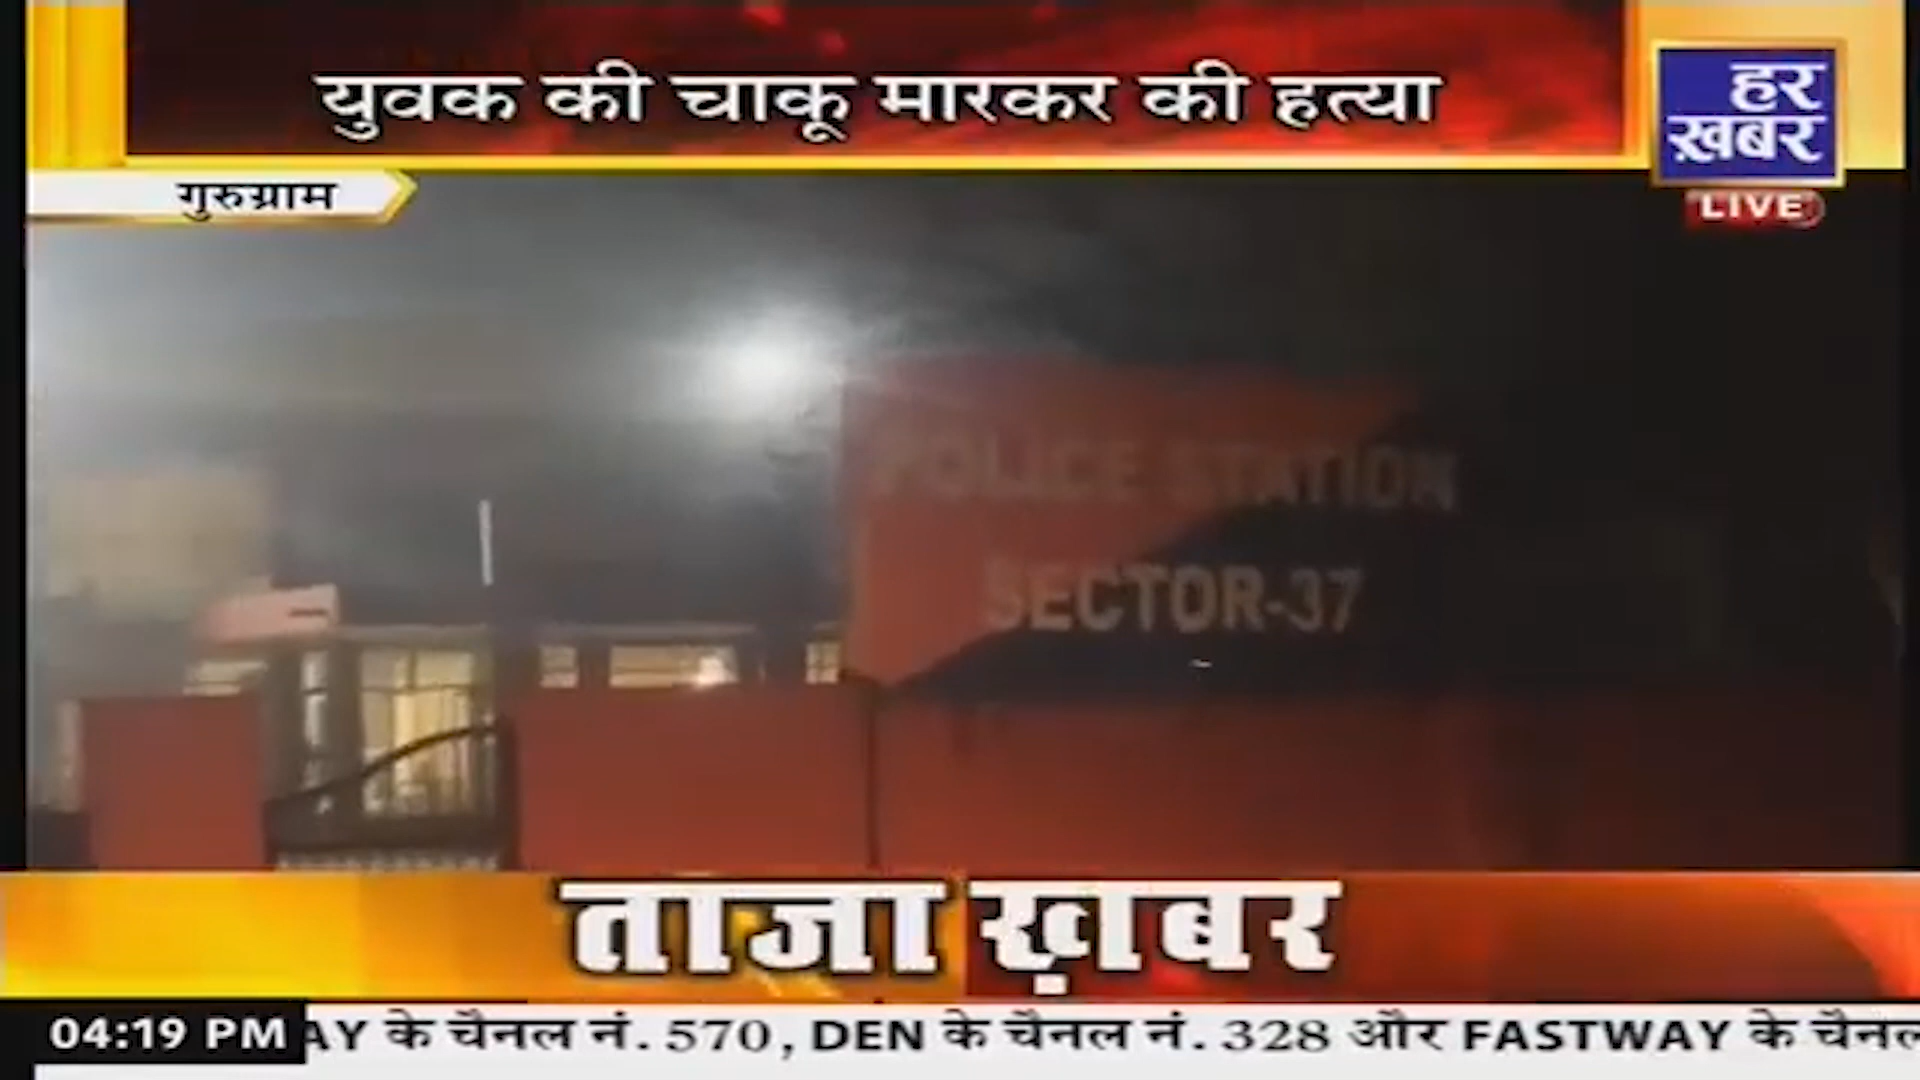 युवक की चाकू मारकर की हत्या
हर
ख़बर
LIVE
गुरुग्राम
POLICE STATION
SECTOR-37
ताजा ख़बर
04:19 PM
AY के चैनल नं. 570, DEN के चैनल नं. 328 और FASTWAY के चैनल